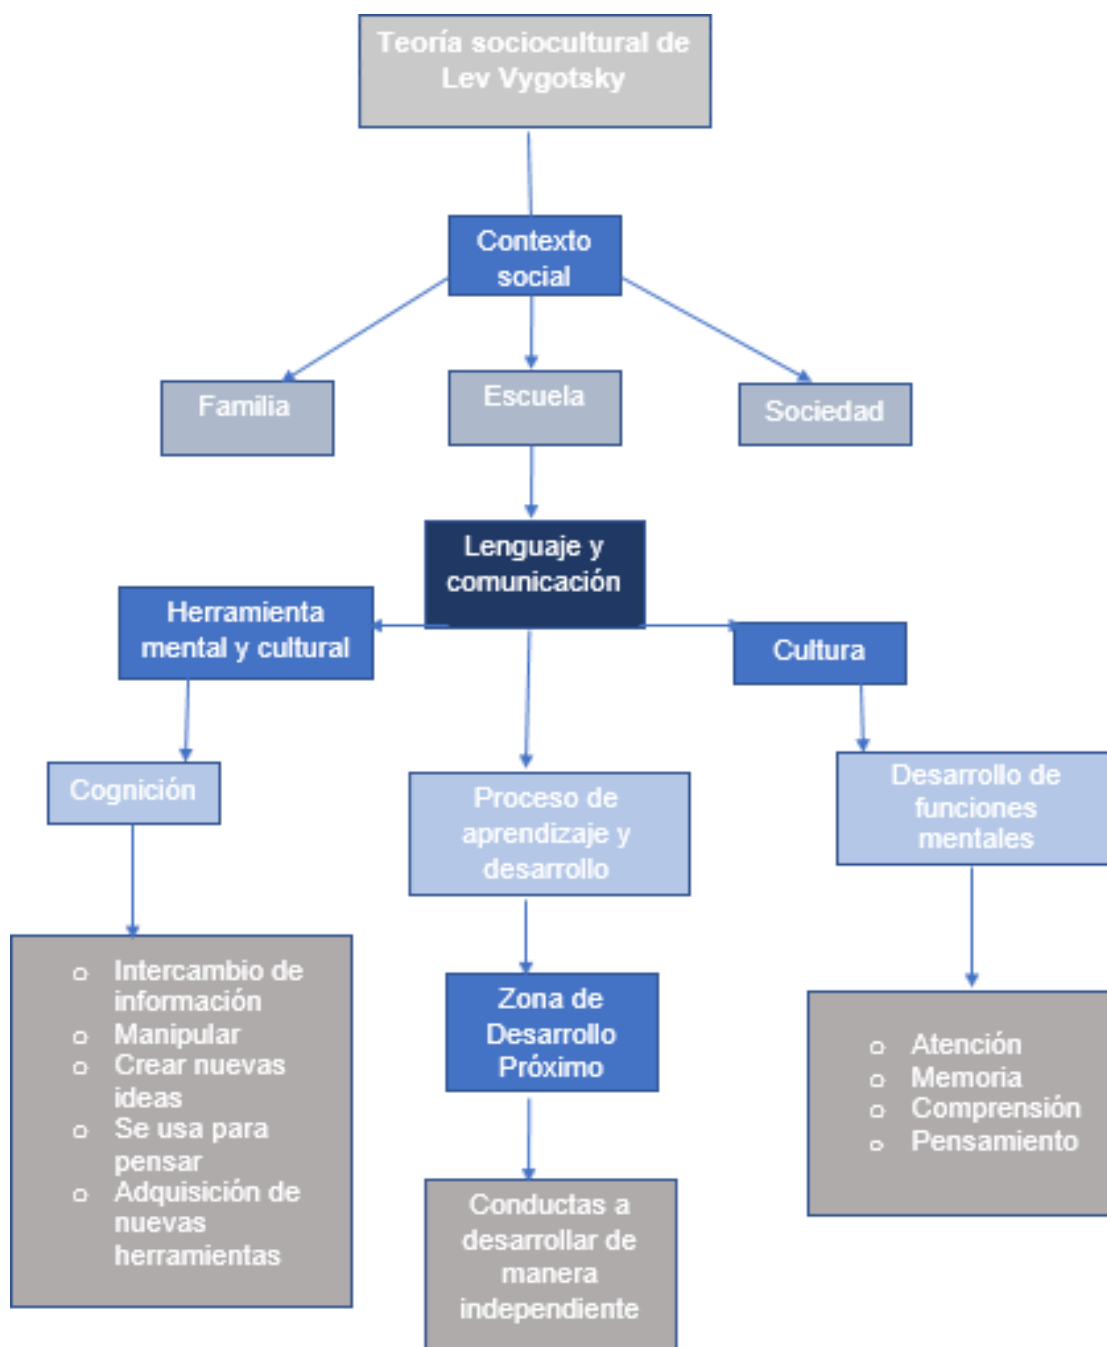 Teoría sociocultural de
Lev Vygotsky
Contexto
social
Familia
Escuela
Sociedad
Lenguaje y
comunicación
Herramienta
mental y cultural
Cultura
Cognición
Proceso de
aprendizaje y
desarrollo
Desarrollo de
funciones
mentales
o Intercambio de
información
o Manipular
o Crear nuevas
ideas
o Se usa para
pensar
o Adquisición de
nuevas
herramientas
Zona de
Desarrollo
Próximo
o Atención
o Memoria
o Comprensión
o Pensamiento
Conductas a
desarrollar de
manera
independiente